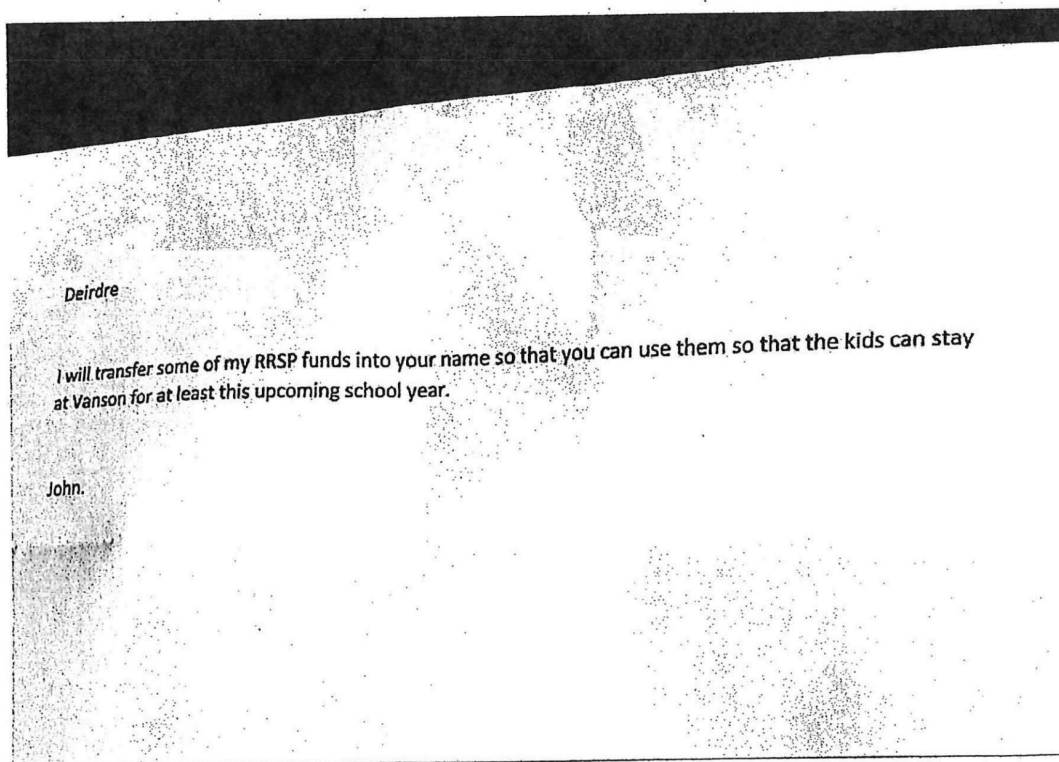 Deirdre
I will transfer some of my RRSP funds into your name so that you can use them so that the kids can stay
at Vanson for at least this upcoming school year.
John.